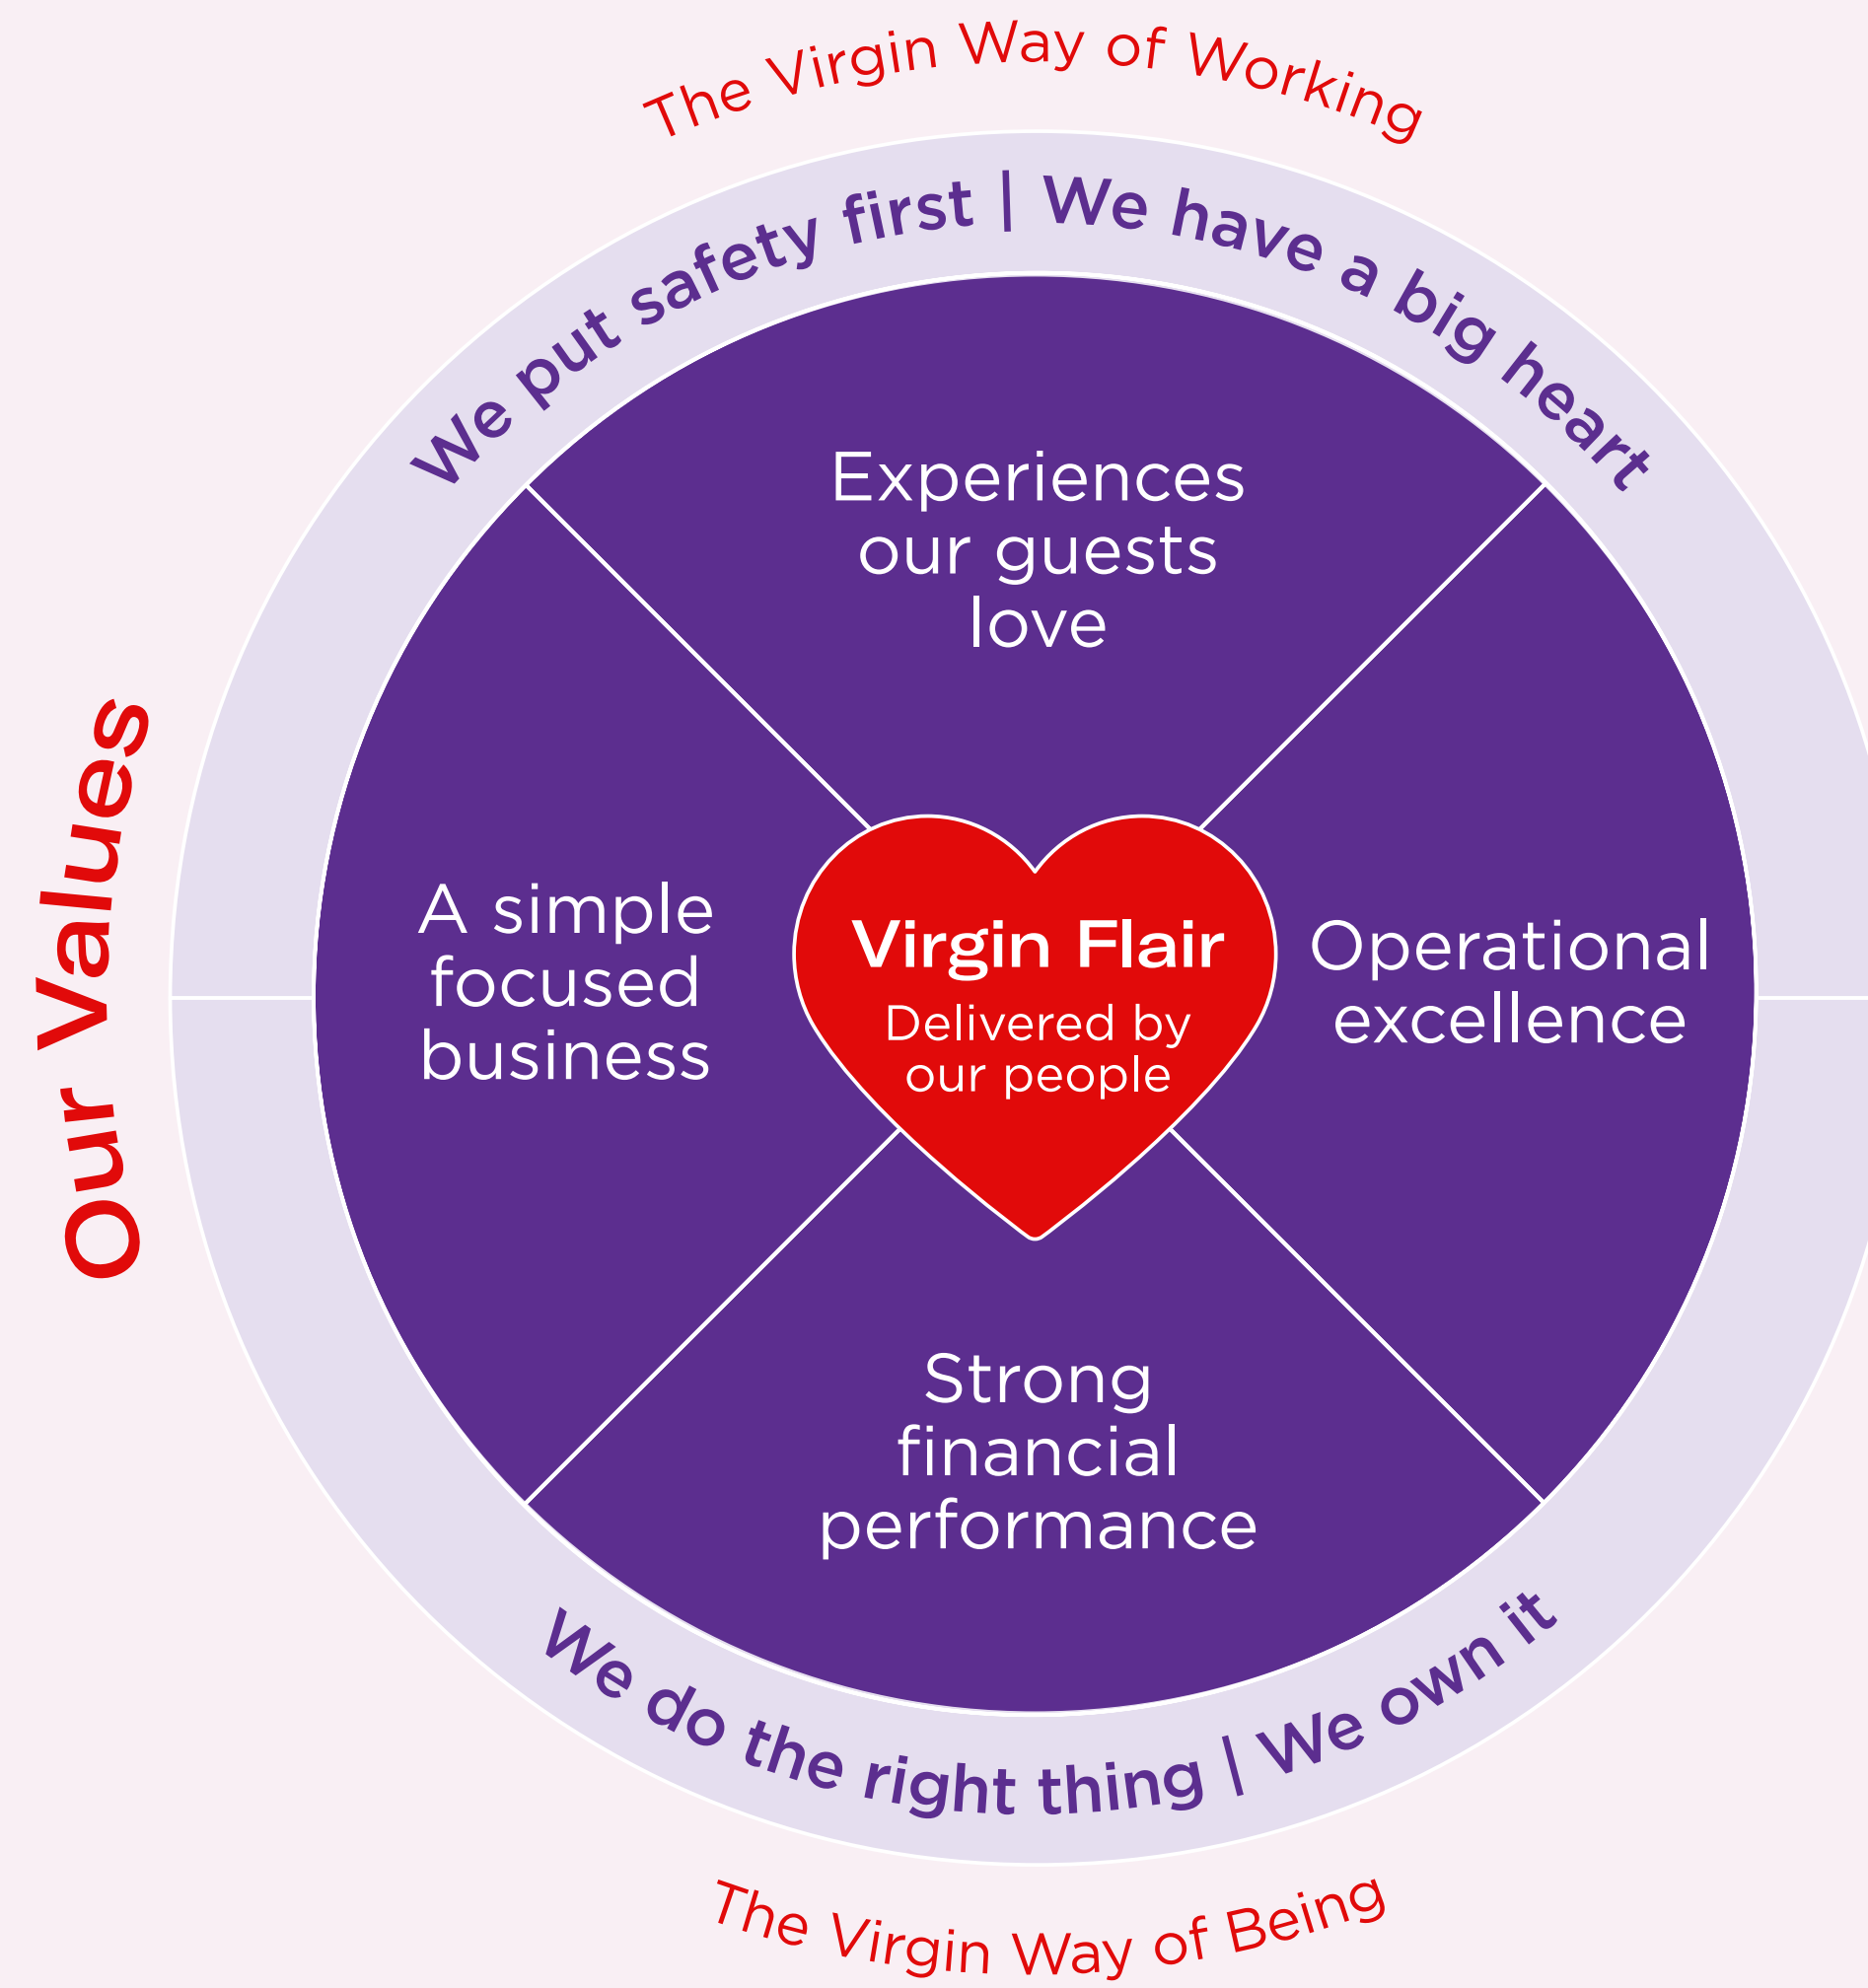 The Virgin Way of Working
We put safety first | We have a big heart
Experiences
our guests
love
Our Values
A simple
focused
business
Virgin Flair
Delivered by
our people
Operational
excellence
Strong
financial
performance
We do the right thing | We own it
The Virgin Way of Being